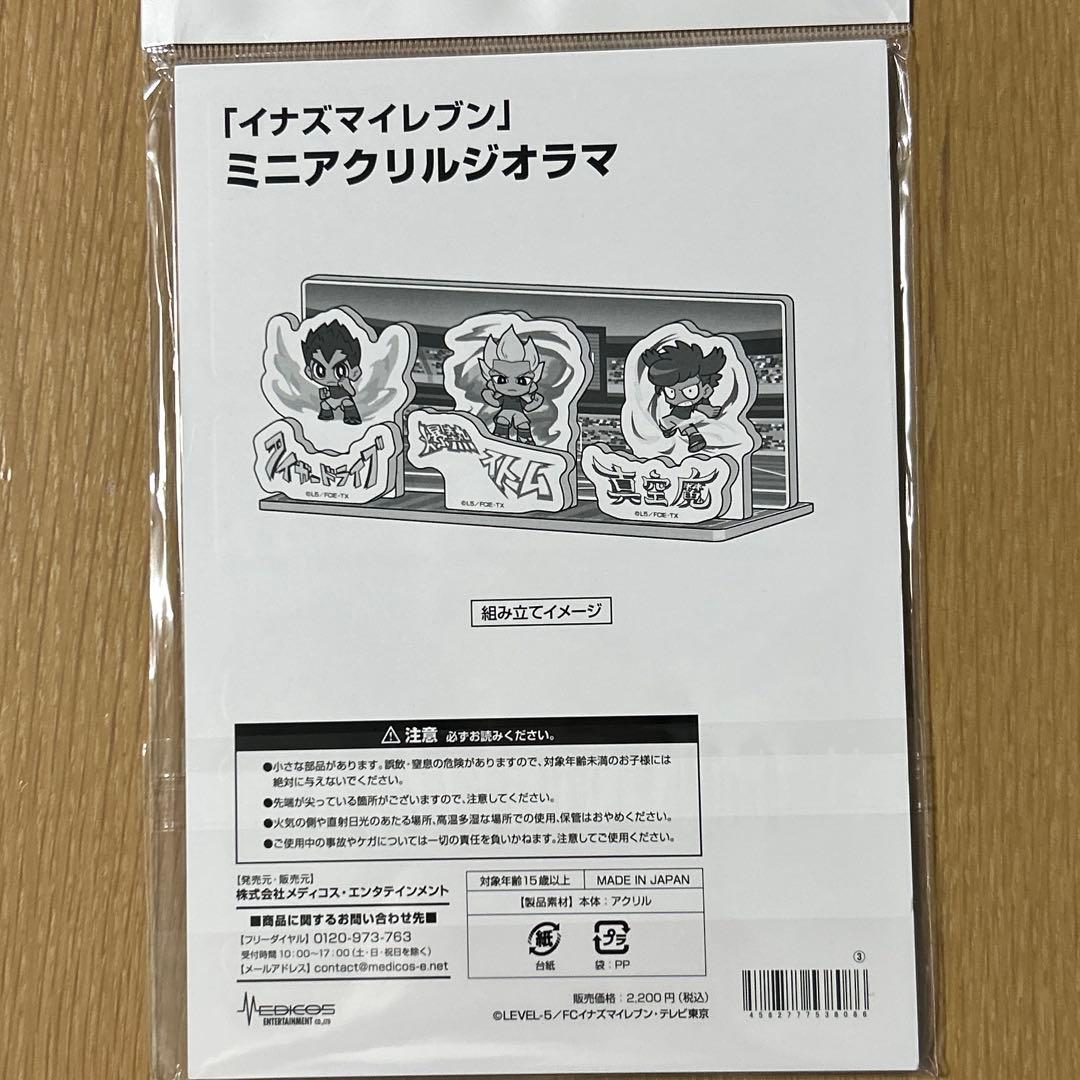 「イナズマイレブン」
ミニアクリルジオラマ
タイガードライブ
©L5/FCIE-TX
爆熱
ストーム
©L5/FCIE-TX
真空魔
©L5/FCIE-TX
組み立てイメージ
注意 必ずお読みください。
●小さな部品があります。誤飲・窒息の危険がありますので、対象年齢未満のお子様には
絶対に与えないでください。
●先端が尖っている箇所がございますので、注意してください。
●火気の側や直射日光のあたる場所、高温多湿な場所での使用、保管はおやめください。
●ご使用中の事故やケガについては一切の責任を負いかねます。注意してご使用ください。
【発売元・販売元】
株式会社メディコス・エンタテインメント
■商品に関するお問い合わせ先■
【フリーダイヤル】0120-973-763
受付時間 10:00〜17:00(土・日・祝日を除く)
【メールアドレス】contact@medicos-e.net
MEDICOS
ENTERTAINMENT CO.,LTD
対象年齢15歳以上 MADE IN JAPAN
【製品素材】本体:アクリル
紙 プラ
台紙 袋:PP
販売価格:2,200円(税込)
©LEVEL-5/FCイナズマイレブン・テレビ東京
③
4582777538086